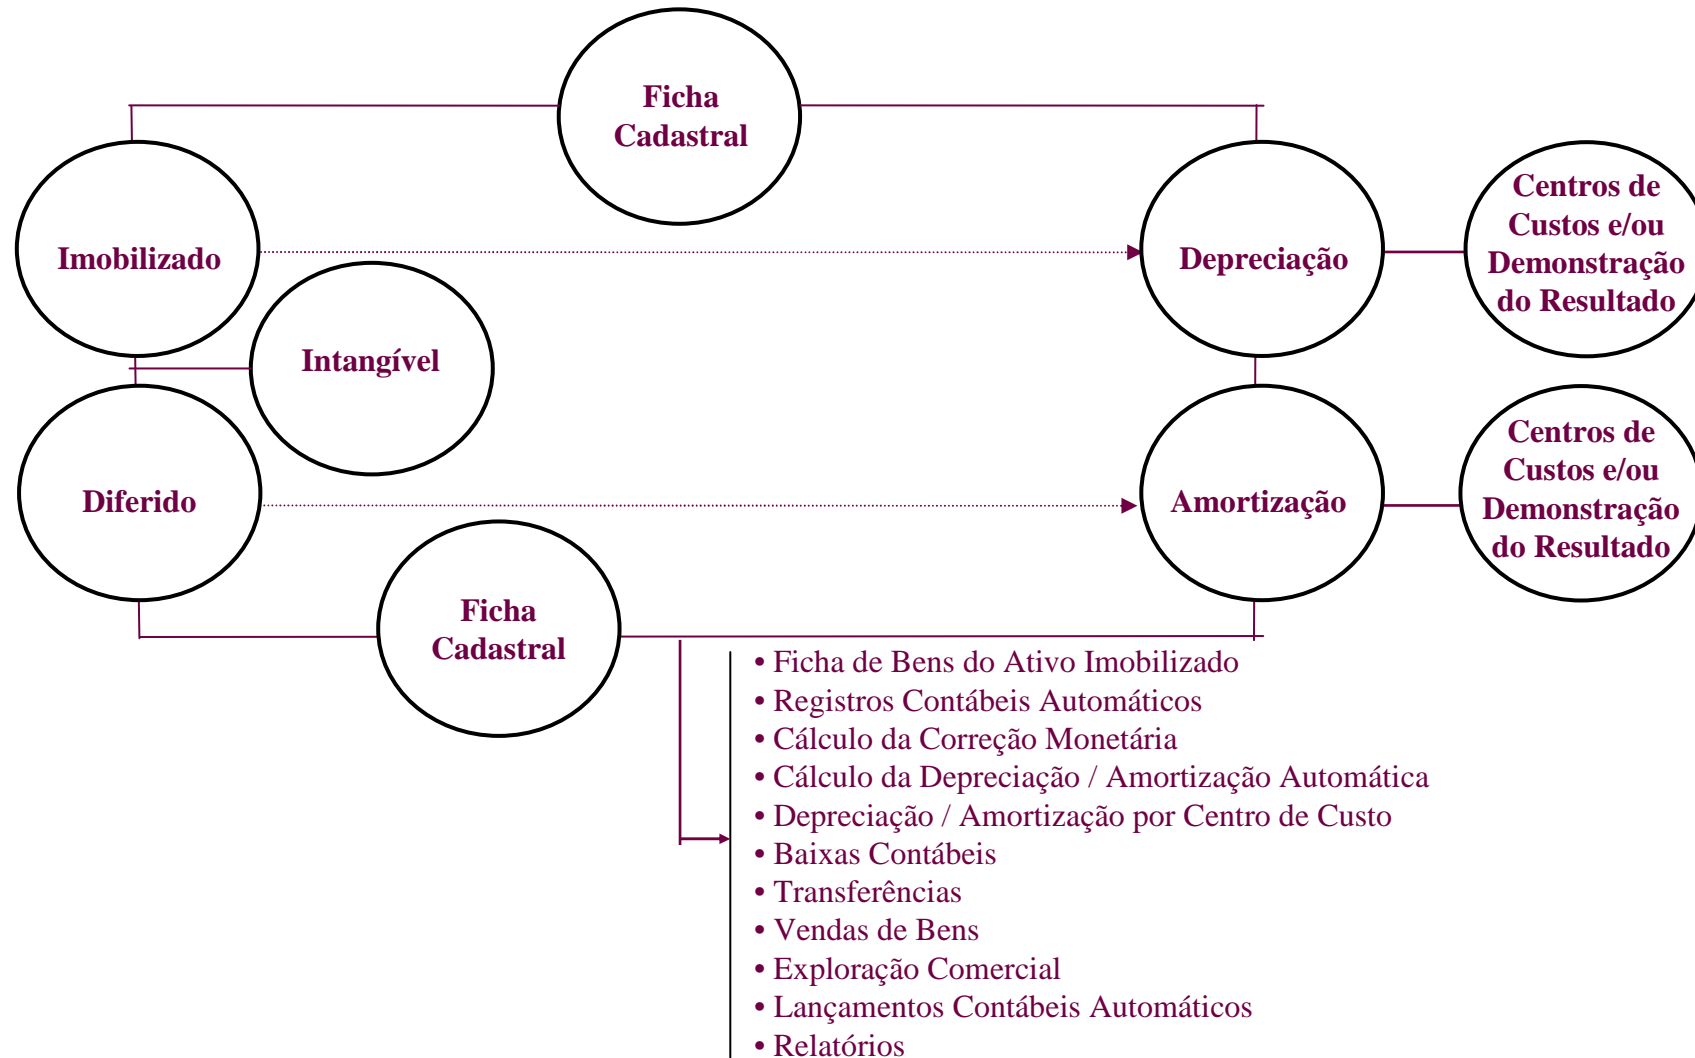 Ficha
Cadastral
Imobilizado
Depreciação
Centros de
Custos e/ou
Demonstração
do Resultado
Intangível
Diferido
Amortização
Centros de
Custos e/ou
Demonstração
do Resultado
Ficha
Cadastral
• Ficha de Bens do Ativo Imobilizado
• Registros Contábeis Automáticos
• Cálculo da Correção Monetária
• Cálculo da Depreciação / Amortização Automática
• Depreciação / Amortização por Centro de Custo
• Baixas Contábeis
• Transferências
• Vendas de Bens
• Exploração Comercial
• Lançamentos Contábeis Automáticos
• Relatórios